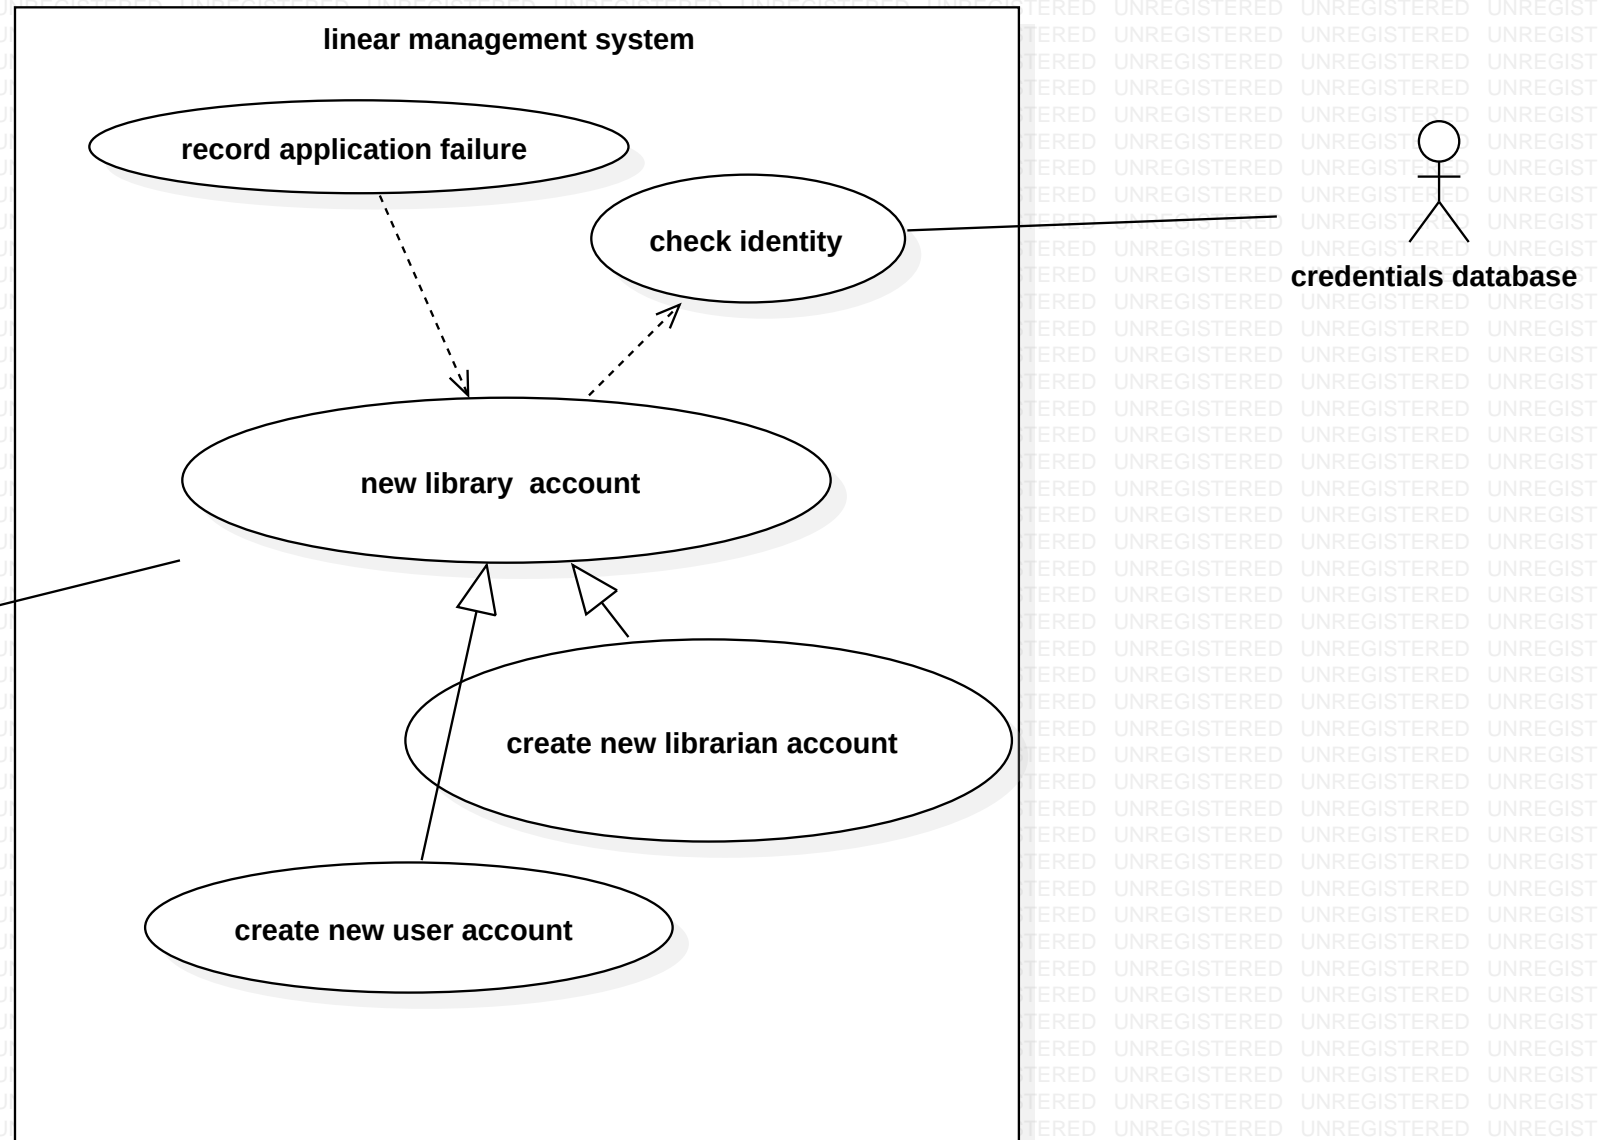 linear management system
record application failure
check identity
credentials database
new library  account
create new librarian account
create new user account
UNREGISTERED